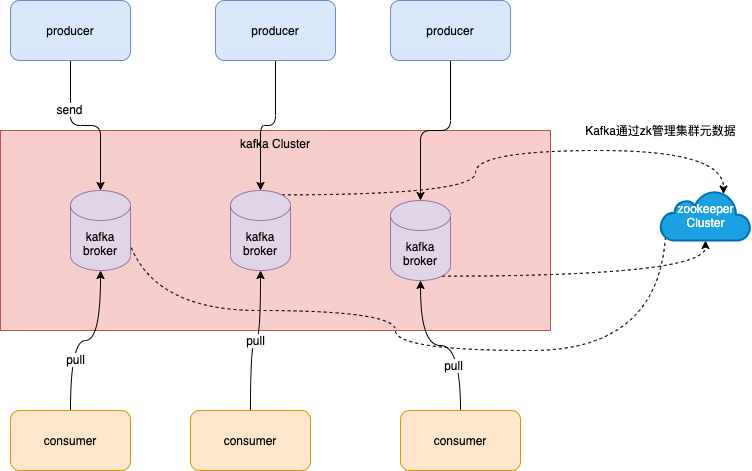 producer
producer
producer
send
Kafka通过zk管理集群元数据
kafka Cluster
kafka
broker
kafka
broker
kafka
broker
zookeeper
Cluster
pull
pull
pull
consumer
consumer
consumer